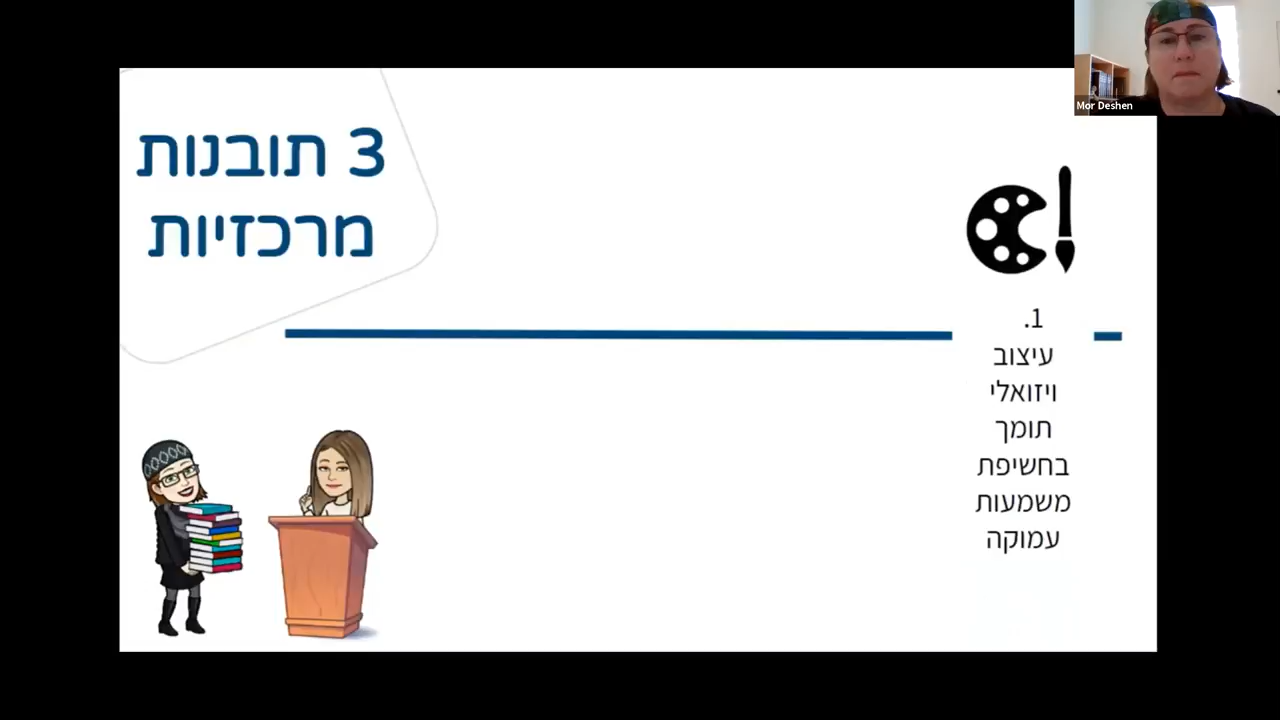 3 תובנות
מרכזיות
1.
עיצוב
ויזואלי
תומך
בחשיפת
משמעות
עמוקה
Mor Deshen